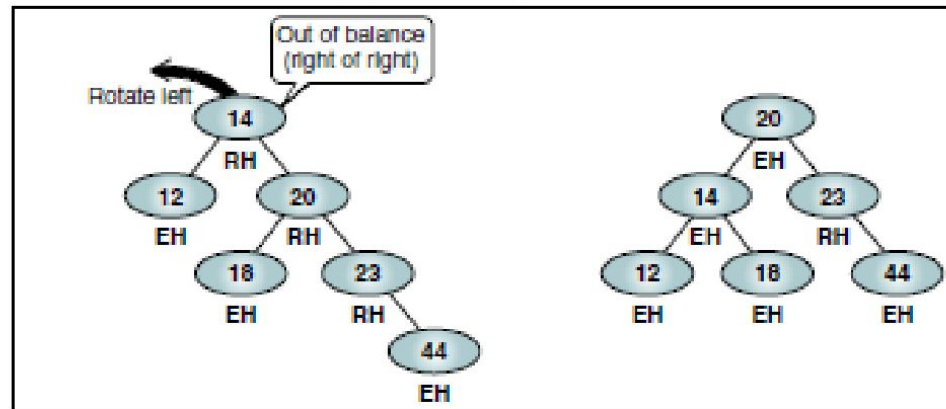 Out of balance
(right of right)
Rotate left
14
RH
12
EH
20
RH
18
EH
23
RH
44
EH
20
EH
14
EH
23
RH
12
EH
18
EH
44
EH